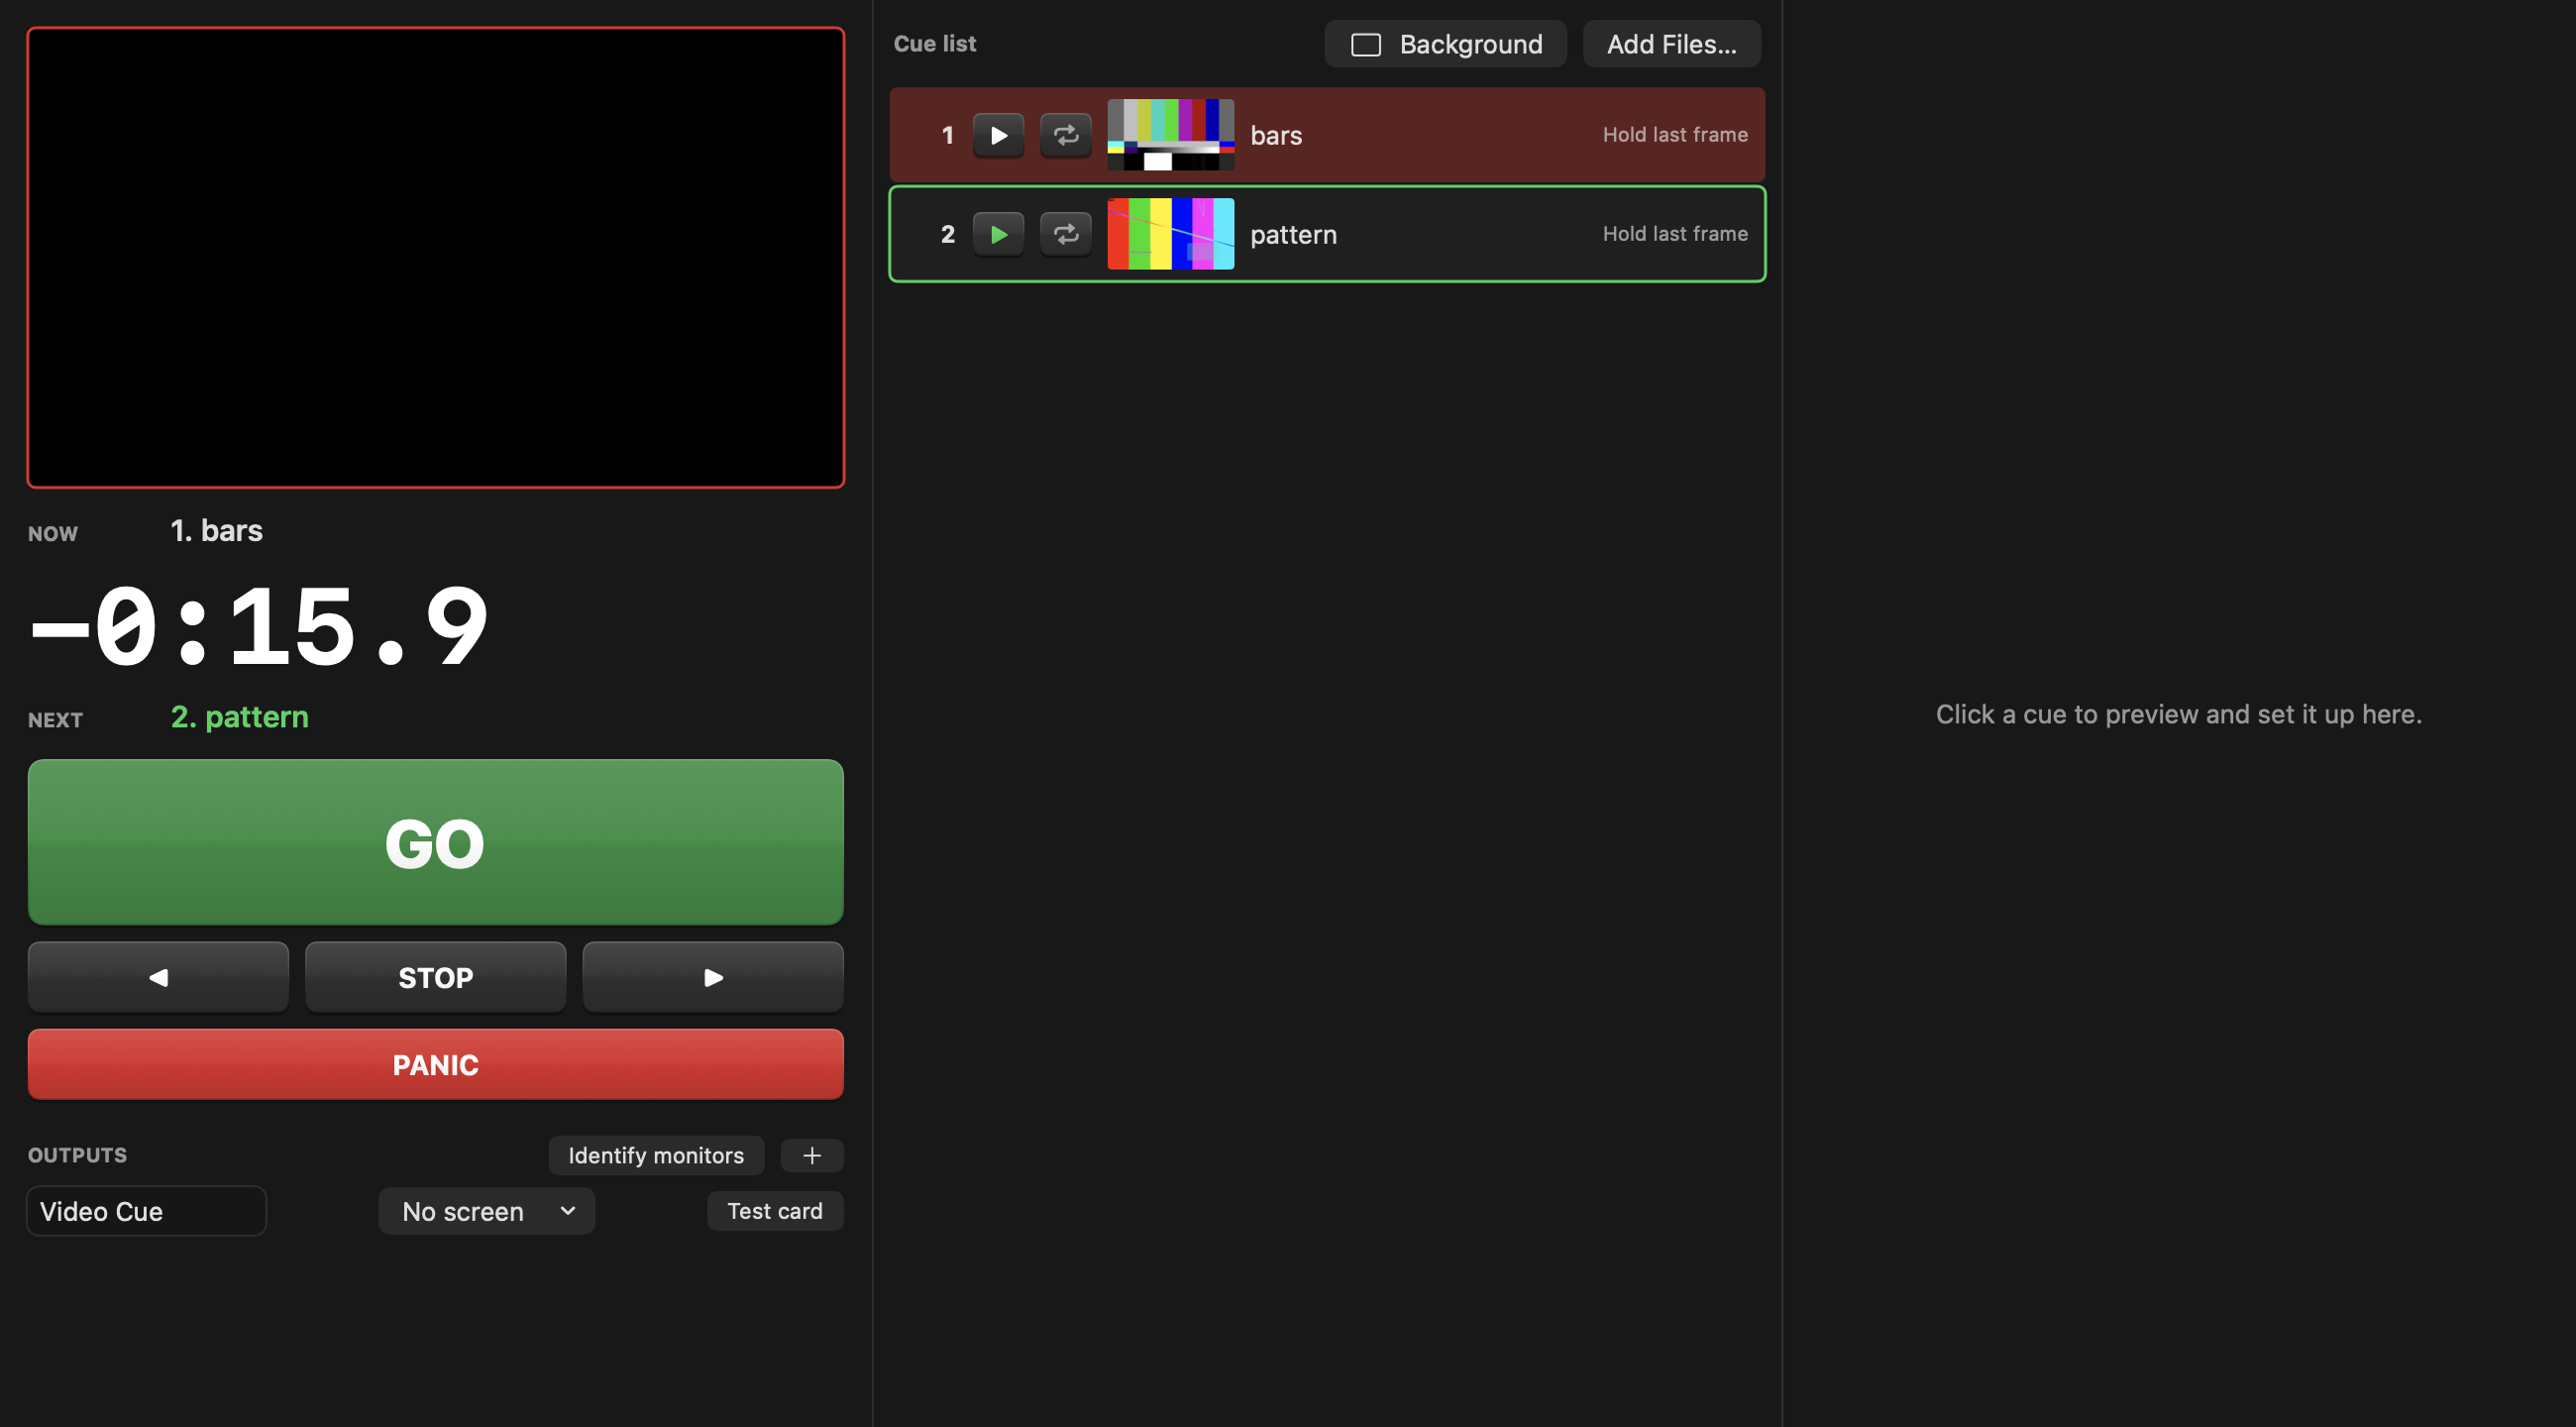 NOW 1. bars
−0:15.9
NEXT 2. pattern
GO
STOP
PANIC
OUTPUTS Identify monitors +
Video Cue No screen Test card
Cue list Background Add Files...
1 bars Hold last frame
2 pattern Hold last frame
Click a cue to preview and set it up here.